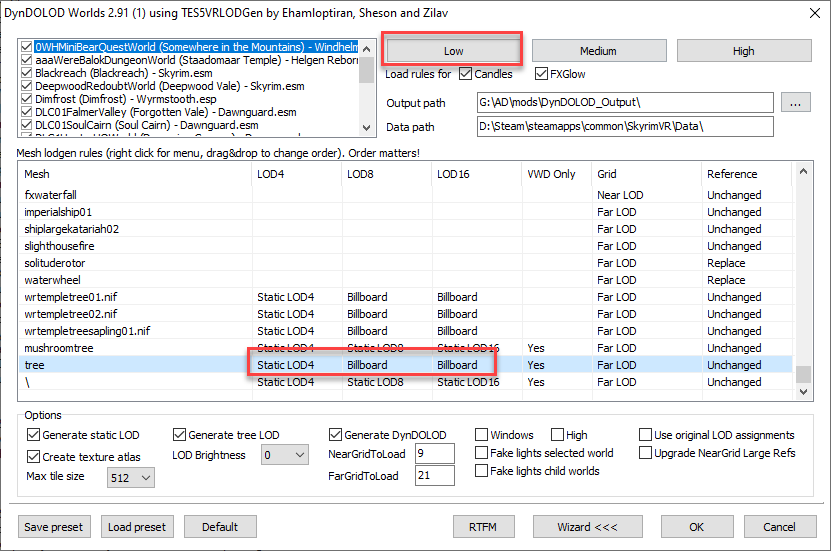 DynDOLOD Worlds 2.91 (1) using TES5VRLODGen by Ehamloptiran, Sheson and Zilav
0WHMiniBearQuestWorld (Somewhere in the Mountains) - Windhelm
aaaWereBalokDungeonWorld (Staadomaar Temple) - Helgen Reborn
Blackreach (Blackreach) - Skyrim.esm
DeepwoodRedoubtWorld (Deepwood Vale) - Skyrim.esm
Dimfrost (Dimfrost) - Wyrmstooth.esp
DLC01FalmerValley (Forgotten Vale) - Dawnguard.esm
DLC01SoulCairn (Soul Cairn) - Dawnguard.esm
Low Medium High
Load rules for Candles FXGlow
Output path G:\AD\mods\DynDOLOD_Output\ ...
Data path D:\Steam\steamapps\common\SkyrimVR\Data\
Mesh lodgen rules (right click for menu, drag&drop to change order). Order matters!
Mesh LOD4 LOD8 LOD16 VWD Only Grid Reference
fxwaterfall Near LOD Unchanged
imperialship01 Far LOD Unchanged
shiplargekatariah02 Far LOD Unchanged
slighthousefire Far LOD Unchanged
solituderotor Far LOD Replace
waterwheel Far LOD Replace
wrtempletree01.nif Static LOD4 Billboard Billboard Far LOD Unchanged
wrtempletree02.nif Static LOD4 Billboard Billboard Far LOD Unchanged
wrtempletreesapling01.nif Static LOD4 Billboard Billboard Far LOD Unchanged
mushroomtree Static LOD4 Static LOD8 Static LOD16 Yes Far LOD Unchanged
tree Static LOD4 Billboard Billboard Yes Far LOD Unchanged
\ Static LOD4 Static LOD8 Static LOD16 Yes Far LOD Unchanged
Options
Generate static LOD Generate tree LOD Generate DynDOLOD Windows High Use original LOD assignments
Create texture atlas LOD Brightness 0 NearGridToLoad 9 Fake lights selected world Upgrade NearGrid Large Refs
Max tile size 512 FarGridToLoad 21 Fake lights child worlds
Save preset Load preset Default RTFM Wizard <<< OK Cancel